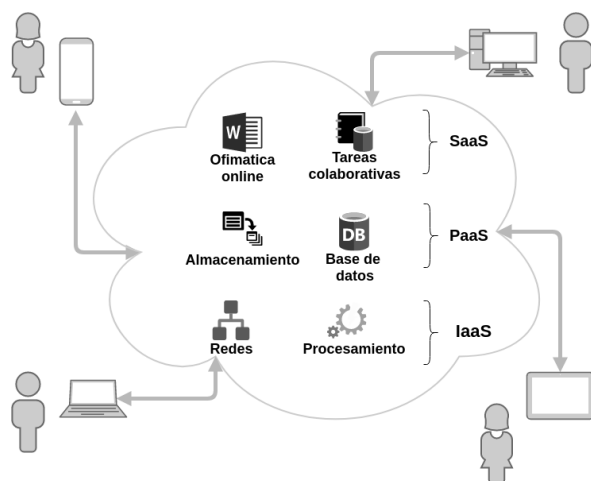 W
Ofimatica
online
Tareas
colaborativas
SaaS
Almacenamiento
DB
Base de
datos
PaaS
Redes
Procesamiento
IaaS